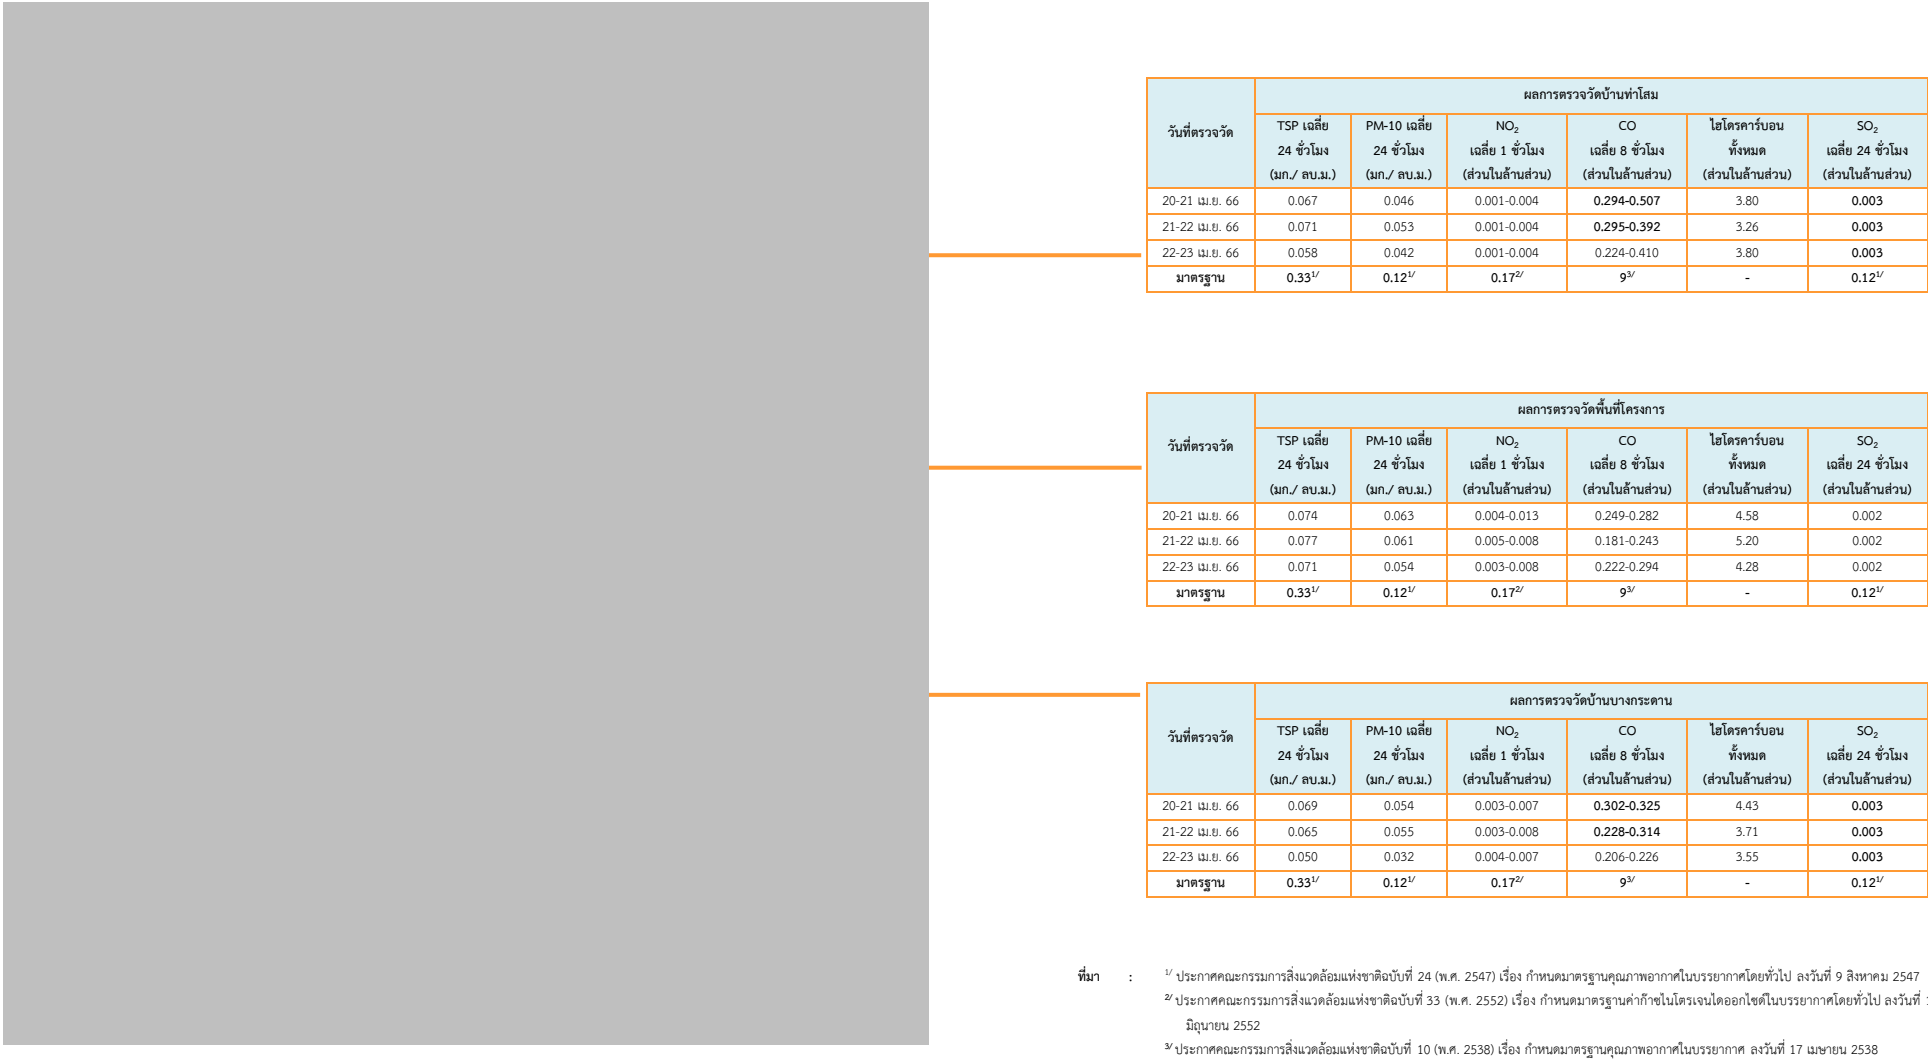 ผลการตรวจวัดบ้านท่าโสม
วันที่ตรวจวัด
TSP เฉลี่ย 24 ชั่วโมง (มก./ ลบ.ม.) PM-10 เฉลี่ย 24 ชั่วโมง (มก./ ลบ.ม.) NO₂ เฉลี่ย 1 ชั่วโมง (ส่วนในล้านส่วน) CO เฉลี่ย 8 ชั่วโมง (ส่วนในล้านส่วน) ไฮโดรคาร์บอน ทั้งหมด (ส่วนในล้านส่วน) SO₂ เฉลี่ย 24 ชั่วโมง (ส่วนในล้านส่วน)
20-21 เม.ย. 66 0.067 0.046 0.001-0.004 0.294-0.507 3.80 0.003
21-22 เม.ย. 66 0.071 0.053 0.001-0.004 0.295-0.392 3.26 0.003
22-23 เม.ย. 66 0.058 0.042 0.001-0.004 0.224-0.410 3.80 0.003
มาตรฐาน 0.33¹/ 0.12¹/ 0.17²/ 9³/ - 0.12¹/
ผลการตรวจวัดพื้นที่โครงการ
วันที่ตรวจวัด
TSP เฉลี่ย 24 ชั่วโมง (มก./ ลบ.ม.) PM-10 เฉลี่ย 24 ชั่วโมง (มก./ ลบ.ม.) NO₂ เฉลี่ย 1 ชั่วโมง (ส่วนในล้านส่วน) CO เฉลี่ย 8 ชั่วโมง (ส่วนในล้านส่วน) ไฮโดรคาร์บอน ทั้งหมด (ส่วนในล้านส่วน) SO₂ เฉลี่ย 24 ชั่วโมง (ส่วนในล้านส่วน)
20-21 เม.ย. 66 0.074 0.063 0.004-0.013 0.249-0.282 4.58 0.002
21-22 เม.ย. 66 0.077 0.061 0.005-0.008 0.181-0.243 5.20 0.002
22-23 เม.ย. 66 0.071 0.054 0.003-0.008 0.222-0.294 4.28 0.002
มาตรฐาน 0.33¹/ 0.12¹/ 0.17²/ 9³/ - 0.12¹/
ผลการตรวจวัดบ้านบางกระดาน
วันที่ตรวจวัด
TSP เฉลี่ย 24 ชั่วโมง (มก./ ลบ.ม.) PM-10 เฉลี่ย 24 ชั่วโมง (มก./ ลบ.ม.) NO₂ เฉลี่ย 1 ชั่วโมง (ส่วนในล้านส่วน) CO เฉลี่ย 8 ชั่วโมง (ส่วนในล้านส่วน) ไฮโดรคาร์บอน ทั้งหมด (ส่วนในล้านส่วน) SO₂ เฉลี่ย 24 ชั่วโมง (ส่วนในล้านส่วน)
20-21 เม.ย. 66 0.069 0.054 0.003-0.007 0.302-0.325 4.43 0.003
21-22 เม.ย. 66 0.065 0.055 0.003-0.008 0.228-0.314 3.71 0.003
22-23 เม.ย. 66 0.050 0.032 0.004-0.007 0.206-0.226 3.55 0.003
มาตรฐาน 0.33¹/ 0.12¹/ 0.17²/ 9³/ - 0.12¹/
ที่มา : ¹/ ประกาศคณะกรรมการสิ่งแวดล้อมแห่งชาติฉบับที่ 24 (พ.ศ. 2547) เรื่อง กำหนดมาตรฐานคุณภาพอากาศในบรรยากาศโดยทั่วไป ลงวันที่ 9 สิงหาคม 2547
²/ ประกาศคณะกรรมการสิ่งแวดล้อมแห่งชาติฉบับที่ 33 (พ.ศ. 2552) เรื่อง กำหนดมาตรฐานค่าก๊าซไนโตรเจนไดออกไซด์ในบรรยากาศโดยทั่วไป ลงวันที่
มิถุนายน 2552
³/ ประกาศคณะกรรมการสิ่งแวดล้อมแห่งชาติฉบับที่ 10 (พ.ศ. 2538) เรื่อง กำหนดมาตรฐานคุณภาพอากาศในบรรยากาศ ลงวันที่ 17 เมษายน 2538